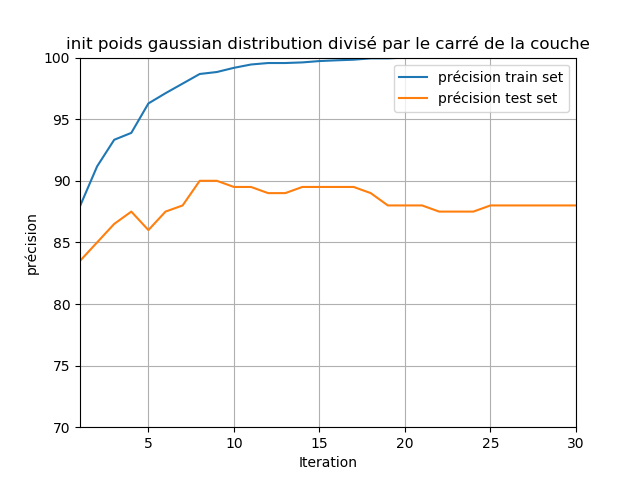 init poids gaussian distribution divisé par le carré de la couche
100
95
90
85
80
75
70
précision
précision train set
précision test set
5
10
15
20
25
30
Iteration